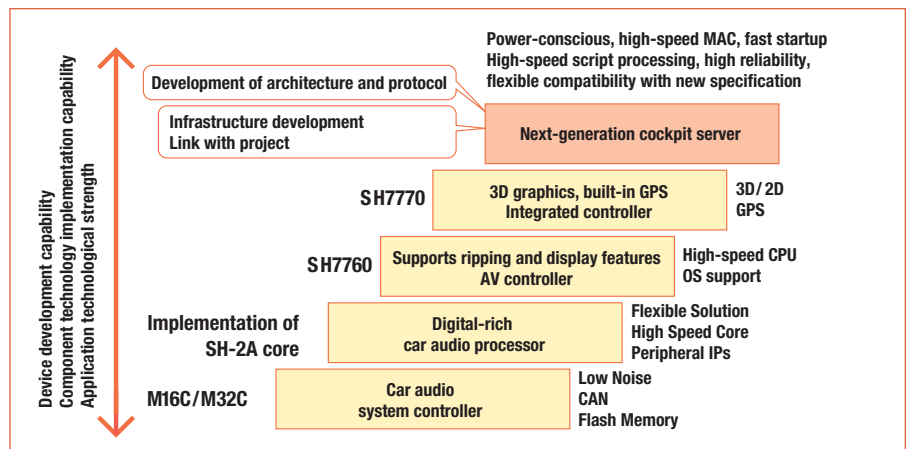 Power-conscious, high-speed MAC, fast startup
High-speed script processing, high reliability,
flexible compatibility with new specification
Development of architecture and protocol
Infrastructure development
Link with project
Next-generation cockpit server
SH7770
3D graphics, built-in GPS
Integrated controller
3D/2D
GPS
SH7760
Supports ripping and display features
AV controller
High-speed CPU
OS support
Implementation of
SH-2A core
Digital-rich
car audio processor
Flexible Solution
High Speed Core
Peripheral IPs
M16C/M32C
Car audio
system controller
Low Noise
CAN
Flash Memory
Device development capability
Component technology implementation capability
Application technological strength